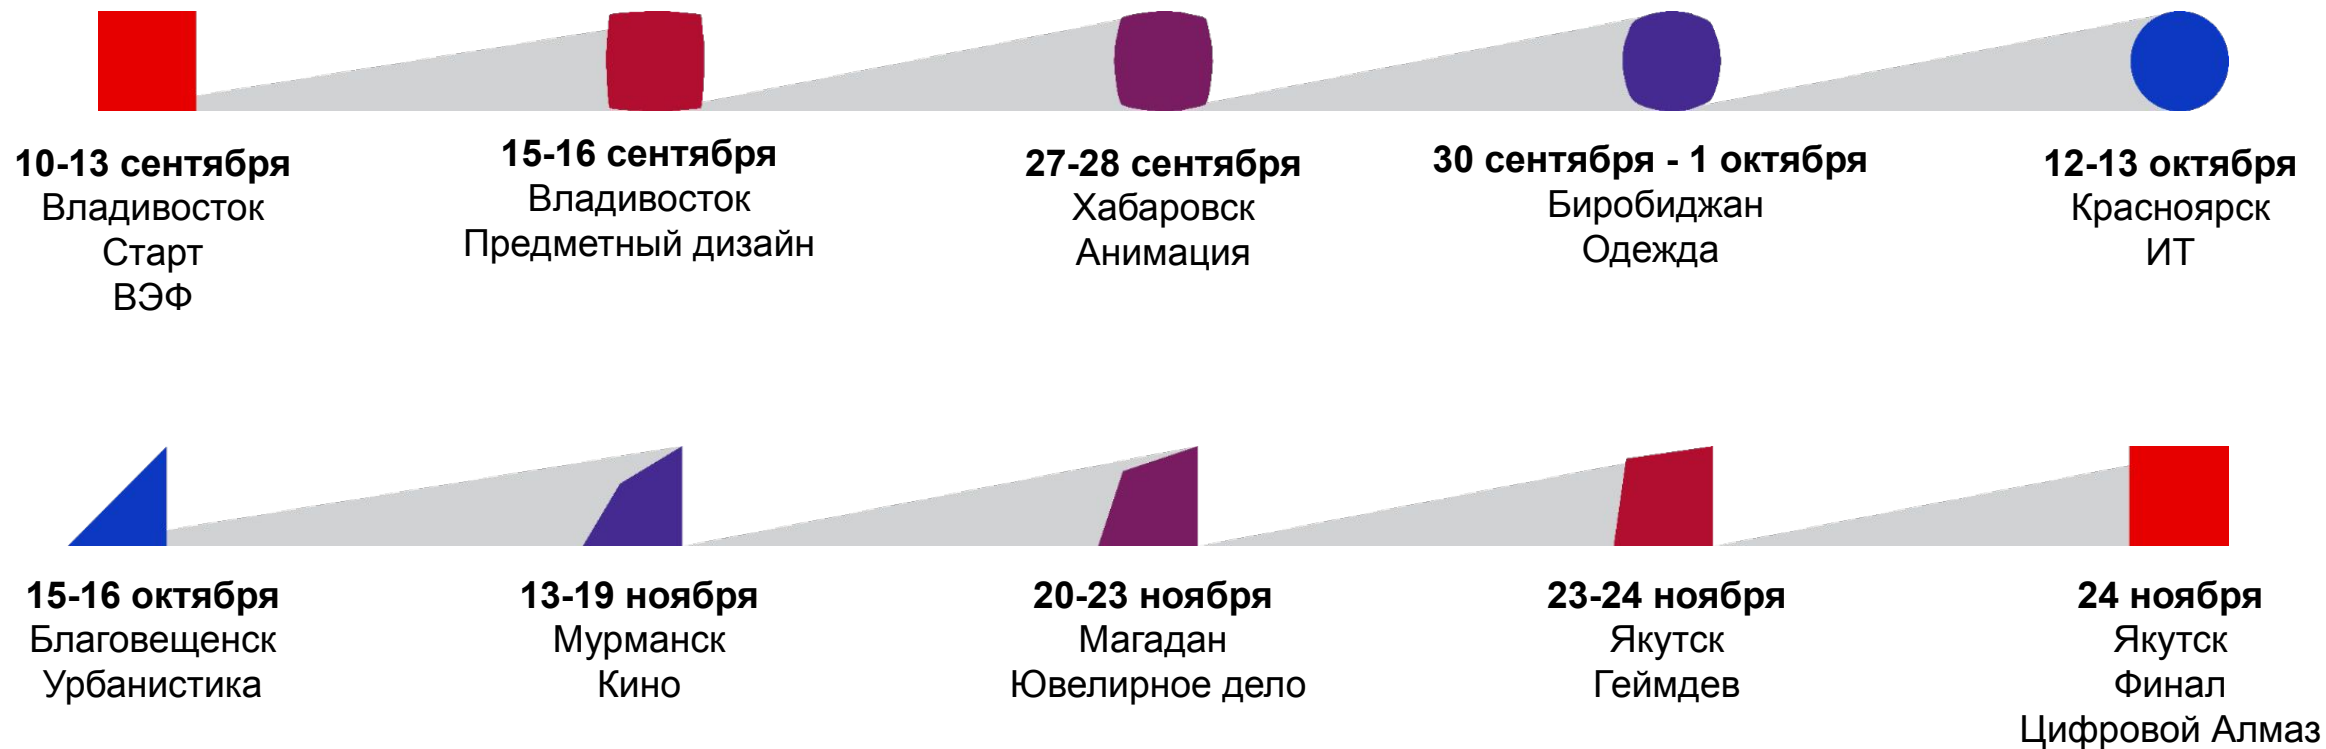 10-13 сентября
Владивосток
Старт
ВЭФ
15-16 сентября
Владивосток
Предметный дизайн
27-28 сентября
Хабаровск
Анимация
30 сентября - 1 октября
Биробиджан
Одежда
12-13 октября
Красноярск
ИТ
15-16 октября
Благовещенск
Урбанистика
13-19 ноября
Мурманск
Кино
20-23 ноября
Магадан
Ювелирное дело
23-24 ноября
Якутск
Геймдев
24 ноября
Якутск
Финал
Цифровой Алмаз